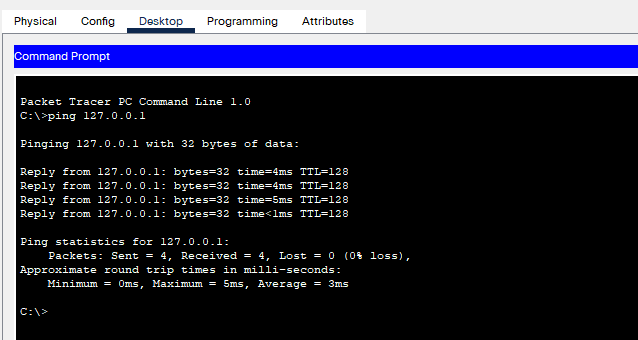 Physical Config Desktop Programming Attributes
Command Prompt
Packet Tracer PC Command Line 1.0
C:\>ping 127.0.0.1
Pinging 127.0.0.1 with 32 bytes of data:
Reply from 127.0.0.1: bytes=32 time=4ms TTL=128
Reply from 127.0.0.1: bytes=32 time=4ms TTL=128
Reply from 127.0.0.1: bytes=32 time=5ms TTL=128
Reply from 127.0.0.1: bytes=32 time<1ms TTL=128
Ping statistics for 127.0.0.1:
Packets: Sent = 4, Received = 4, Lost = 0 (0% loss),
Approximate round trip times in milli-seconds:
Minimum = 0ms, Maximum = 5ms, Average = 3ms
C:\>